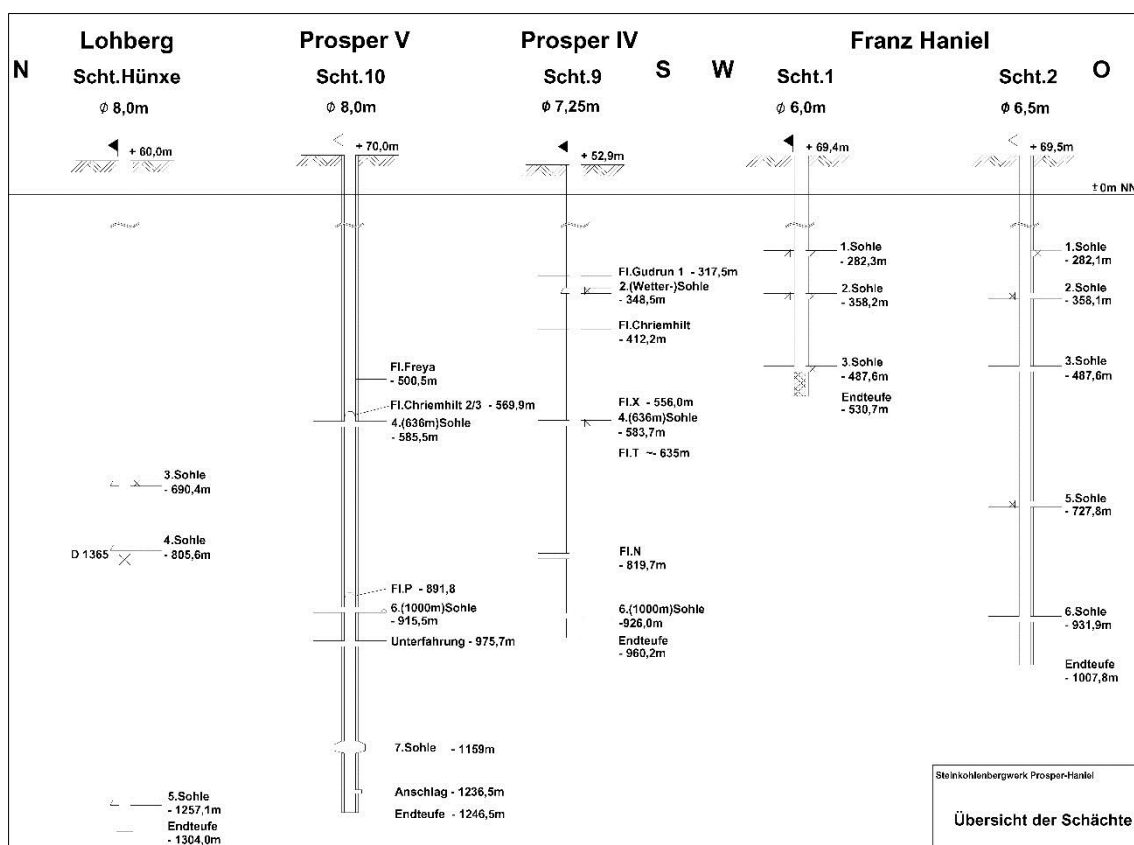 Lohberg
Prosper V
Prosper IV
Franz Haniel
N
Scht.Hünxe
Scht.10
Scht.9
S
W
Scht.1
Scht.2
O
ϕ 8,0m
ϕ 8,0m
ϕ 7,25m
ϕ 6,0m
ϕ 6,5m
+ 60,0m
+ 70,0m
+ 52,9m
+ 69,4m
+ 69,5m
±0m NN
3.Sohle
- 690,4m
D 1365
4.Sohle
- 805,6m
5.Sohle
- 1257,1m
Endteufe
- 1304,0m
Fl.Freya
- 500,5m
Fl.Chriemhilt 2/3 - 569,9m
4.(636m)Sohle
- 585,5m
Fl.P - 891,8
6.(1000m)Sohle
- 915,5m
Unterfahrung - 975,7m
7.Sohle - 1159m
Anschlag - 1236,5m
Endteufe - 1246,5m
Fl.Gudrun 1 - 317,5m
2.(Wetter-)Sohle
- 348,5m
Fl.Chriemhilt
- 412,2m
Fl.X - 556,0m
4.(636m)Sohle
- 583,7m
Fl.T ~- 635m
Fl.N
- 819,7m
6.(1000m)Sohle
-926,0m
Endteufe
- 960,2m
1.Sohle
- 282,3m
2.Sohle
- 358,2m
3.Sohle
- 487,6m
Endteufe
- 530,7m
1.Sohle
- 282,1m
2.Sohle
- 358,1m
3.Sohle
- 487,6m
5.Sohle
- 727,8m
6.Sohle
- 931,9m
Endteufe
- 1007,8m
Steinkohlenbergwerk Prosper-Haniel
Übersicht der Schächte